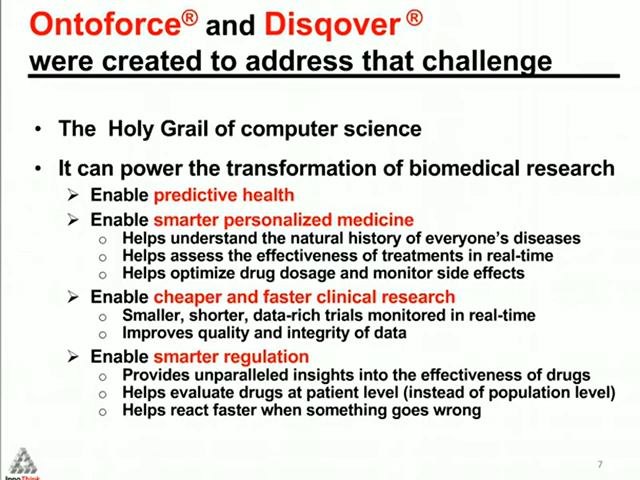 Ontoforce® and Disqover ®
were created to address that challenge
• The Holy Grail of computer science
• It can power the transformation of biomedical research
➢ Enable predictive health
➢ Enable smarter personalized medicine
o Helps understand the natural history of everyone's diseases
o Helps assess the effectiveness of treatments in real-time
o Helps optimize drug dosage and monitor side effects
➢ Enable cheaper and faster clinical research
o Smaller, shorter, data-rich trials monitored in real-time
o Improves quality and integrity of data
➢ Enable smarter regulation
o Provides unparalleled insights into the effectiveness of drugs
o Helps evaluate drugs at patient level (instead of population level)
o Helps react faster when something goes wrong
InnoThink
7